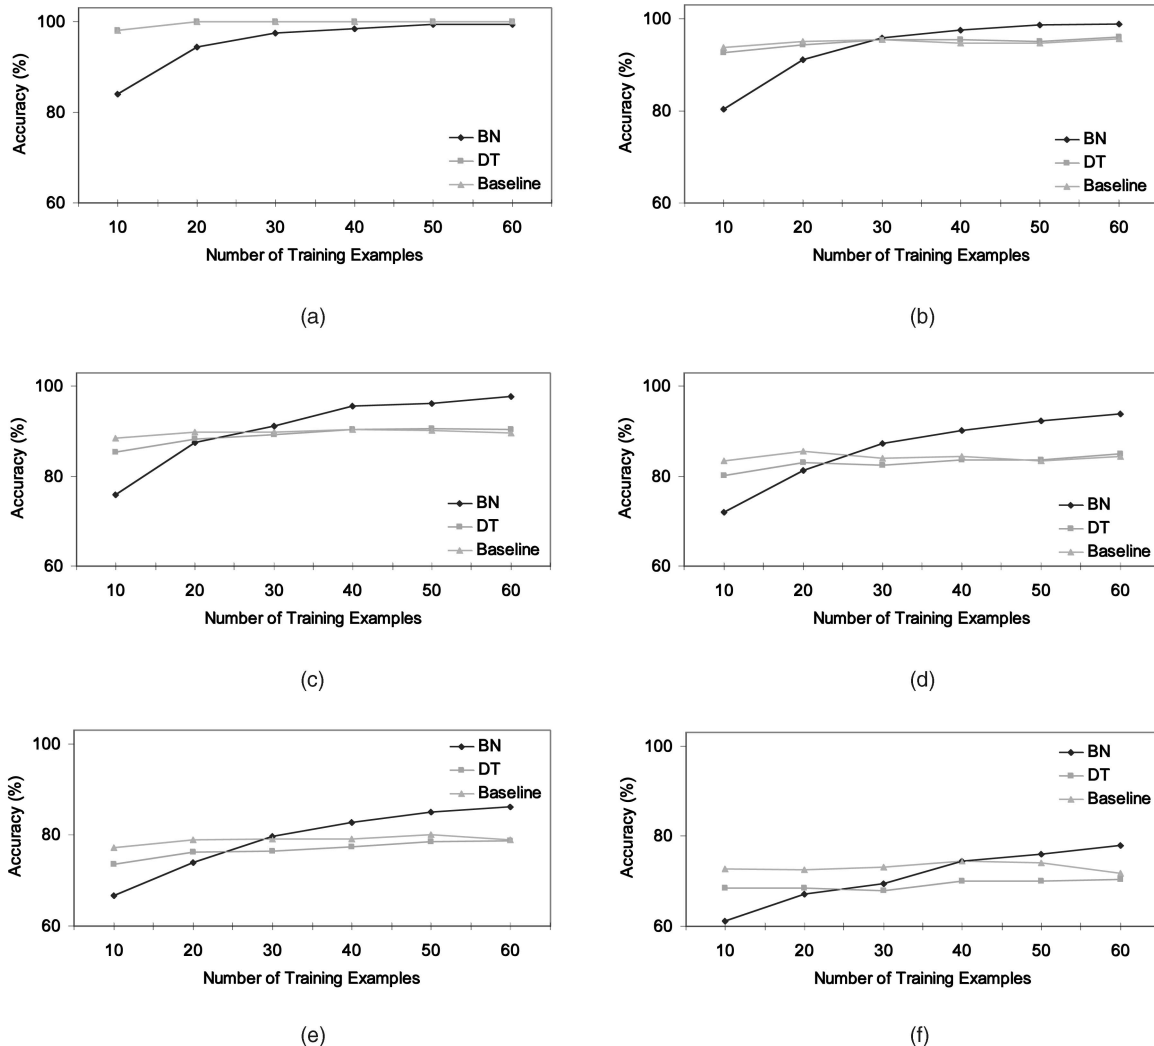 100
80
60
Accuracy (%)
BN
DT
Baseline
10 20 30 40 50 60
Number of Training Examples
(a)
100
80
60
Accuracy (%)
BN
DT
Baseline
10 20 30 40 50 60
Number of Training Examples
(b)
100
80
60
Accuracy (%)
BN
DT
Baseline
10 20 30 40 50 60
Number of Training Examples
(c)
100
80
60
Accuracy (%)
BN
DT
Baseline
10 20 30 40 50 60
Number of Training Examples
(d)
100
80
60
Accuracy (%)
BN
DT
Baseline
10 20 30 40 50 60
Number of Training Examples
(e)
100
80
60
Accuracy (%)
BN
DT
Baseline
10 20 30 40 50 60
Number of Training Examples
(f)